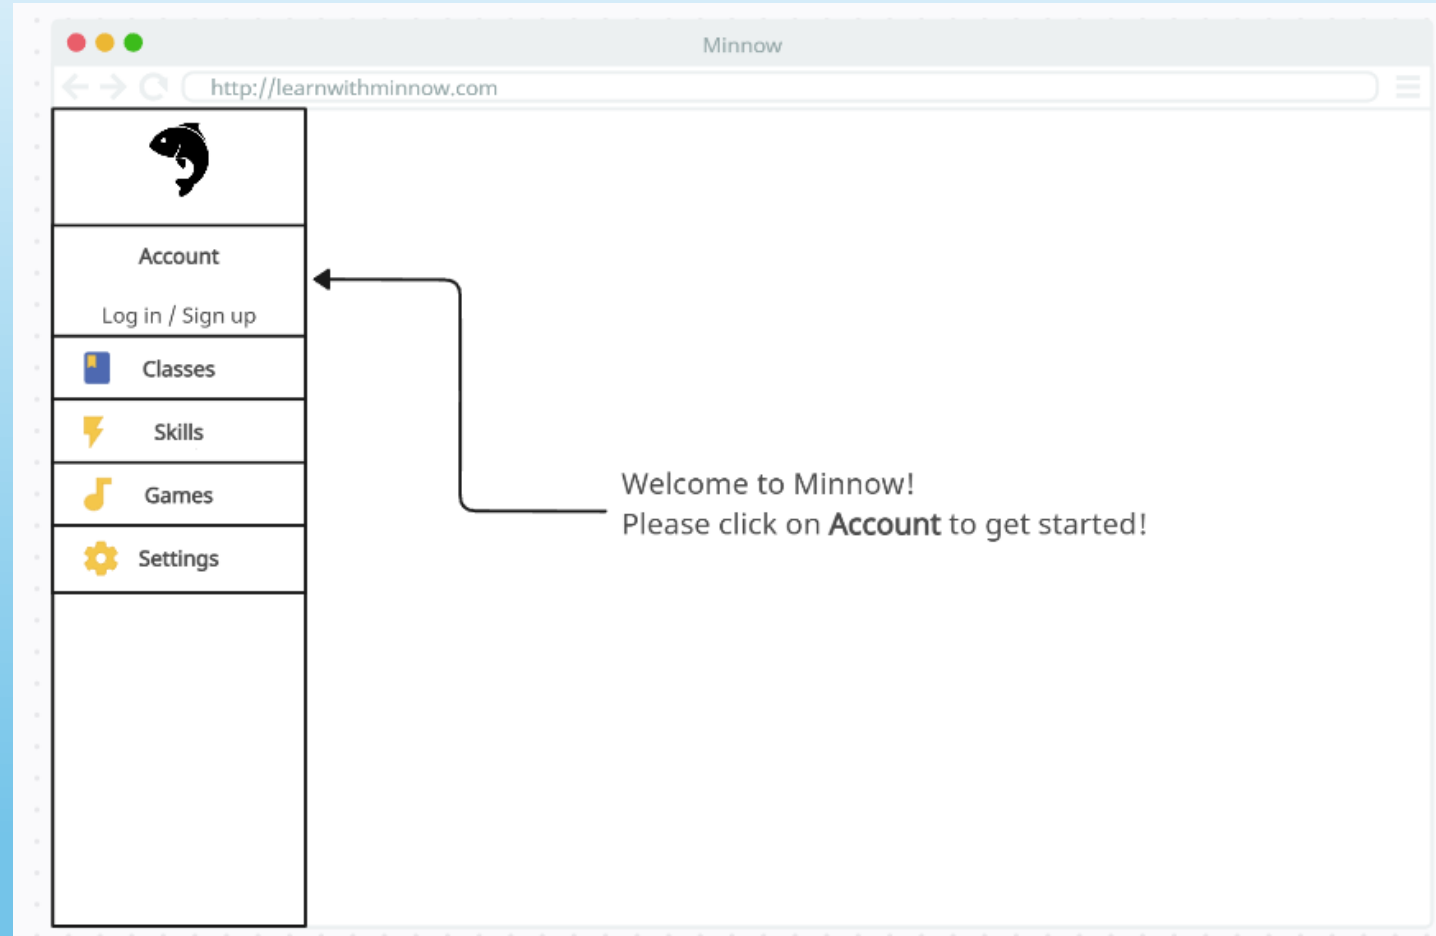 Minnow
http://learnwithminnow.com
Account
Log in / Sign up
Classes
Skills
Games
Settings
Welcome to Minnow!
Please click on Account to get started!